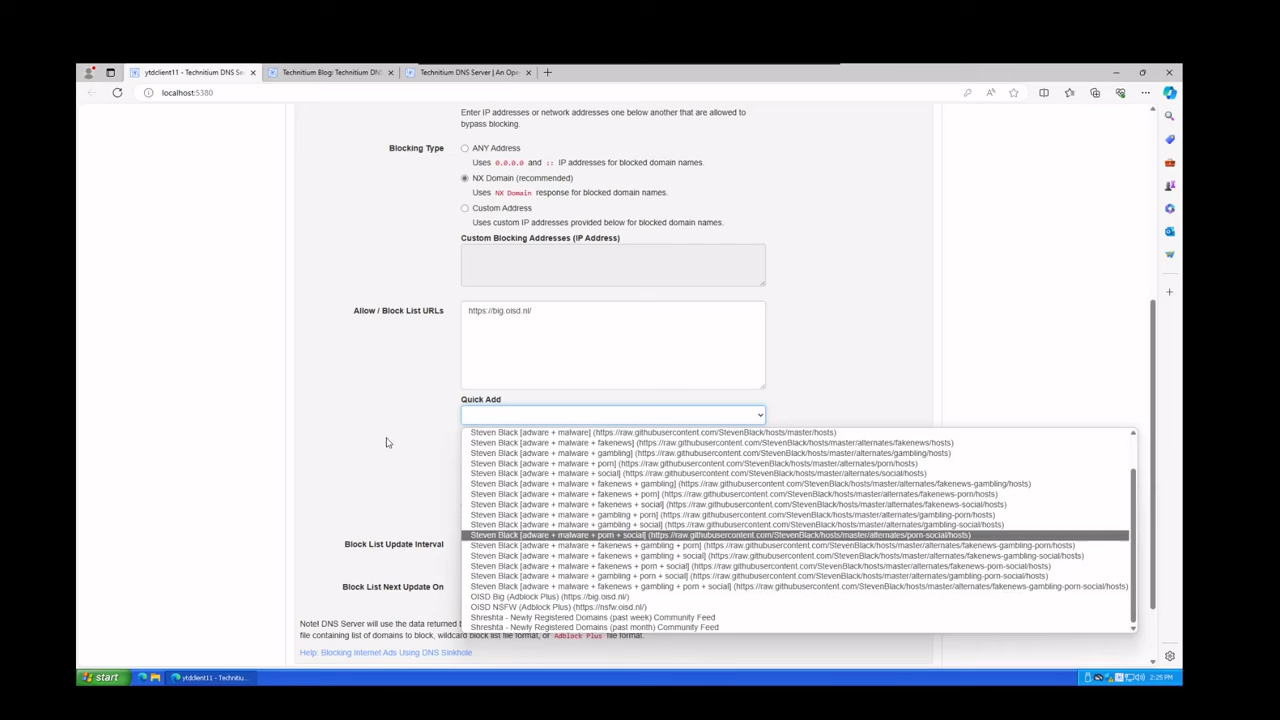 ytdclient11 - Technitium DNS Se
Technitium Blog: Technitium DN
Technitium DNS Server | An Ope
localhost:5380
Enter IP addresses or network addresses one below another that are allowed to
bypass blocking.
Blocking Type
ANY Address
Uses 0.0.0.0 and :: IP addresses for blocked domain names.
NX Domain (recommended)
Uses NX Domain response for blocked domain names.
Custom Address
Uses custom IP addresses provided below for blocked domain names.
Custom Blocking Addresses (IP Address)
Allow / Block List URLs
https://big.oisd.nl/
Quick Add
Steven Black [adware + malware] (https://raw.githubusercontent.com/StevenBlack/hosts/master/hosts)
Steven Black [adware + malware + fakenews] (https://raw.githubusercontent.com/StevenBlack/hosts/master/alternates/fakenews/hosts)
Steven Black [adware + malware + gambling] (https://raw.githubusercontent.com/StevenBlack/hosts/master/alternates/gambling/hosts)
Steven Black [adware + malware + porn] (https://raw.githubusercontent.com/StevenBlack/hosts/master/alternates/porn/hosts)
Steven Black [adware + malware + social] (https://raw.githubusercontent.com/StevenBlack/hosts/master/alternates/social/hosts)
Steven Black [adware + malware + fakenews + gambling] (https://raw.githubusercontent.com/StevenBlack/hosts/master/alternates/fakenews-gambling/hosts)
Steven Black [adware + malware + fakenews + porn] (https://raw.githubusercontent.com/StevenBlack/hosts/master/alternates/fakenews-porn/hosts)
Steven Black [adware + malware + fakenews + social] (https://raw.githubusercontent.com/StevenBlack/hosts/master/alternates/fakenews-social/hosts)
Steven Black [adware + malware + gambling + porn] (https://raw.githubusercontent.com/StevenBlack/hosts/master/alternates/gambling-porn/hosts)
Steven Black [adware + malware + gambling + social] (https://raw.githubusercontent.com/StevenBlack/hosts/master/alternates/gambling-social/hosts)
Steven Black [adware + malware + porn + social] (https://raw.githubusercontent.com/StevenBlack/hosts/master/alternates/porn-social/hosts)
Steven Black [adware + malware + fakenews + gambling + porn] (https://raw.githubusercontent.com/StevenBlack/hosts/master/alternates/fakenews-gambling-porn/hosts)
Steven Black [adware + malware + fakenews + gambling + social] (https://raw.githubusercontent.com/StevenBlack/hosts/master/alternates/fakenews-gambling-social/hosts)
Steven Black [adware + malware + fakenews + porn + social] (https://raw.githubusercontent.com/StevenBlack/hosts/master/alternates/fakenews-porn-social/hosts)
Steven Black [adware + malware + gambling + porn + social] (https://raw.githubusercontent.com/StevenBlack/hosts/master/alternates/gambling-porn-social/hosts)
Steven Black [adware + malware + fakenews + gambling + porn + social] (https://raw.githubusercontent.com/StevenBlack/hosts/master/alternates/fakenews-gambling-porn-social/hosts)
OISD Big (Adblock Plus) (https://big.oisd.nl/)
OISD NSFW (Adblock Plus) (https://nsfw.oisd.nl/)
Shreshta - Newly Registered Domains (past week) Community Feed
Shreshta - Newly Registered Domains (past month) Community Feed
Block List Update Interval
Block List Next Update On
Note! DNS Server will use the data returned b
file containing list of domains to block, wildcard block list file format, or Adblock Plus file format.
Help: Blocking Internet Ads Using DNS Sinkhole
start
ytdclient11 - Technitiu...
2:25 PM